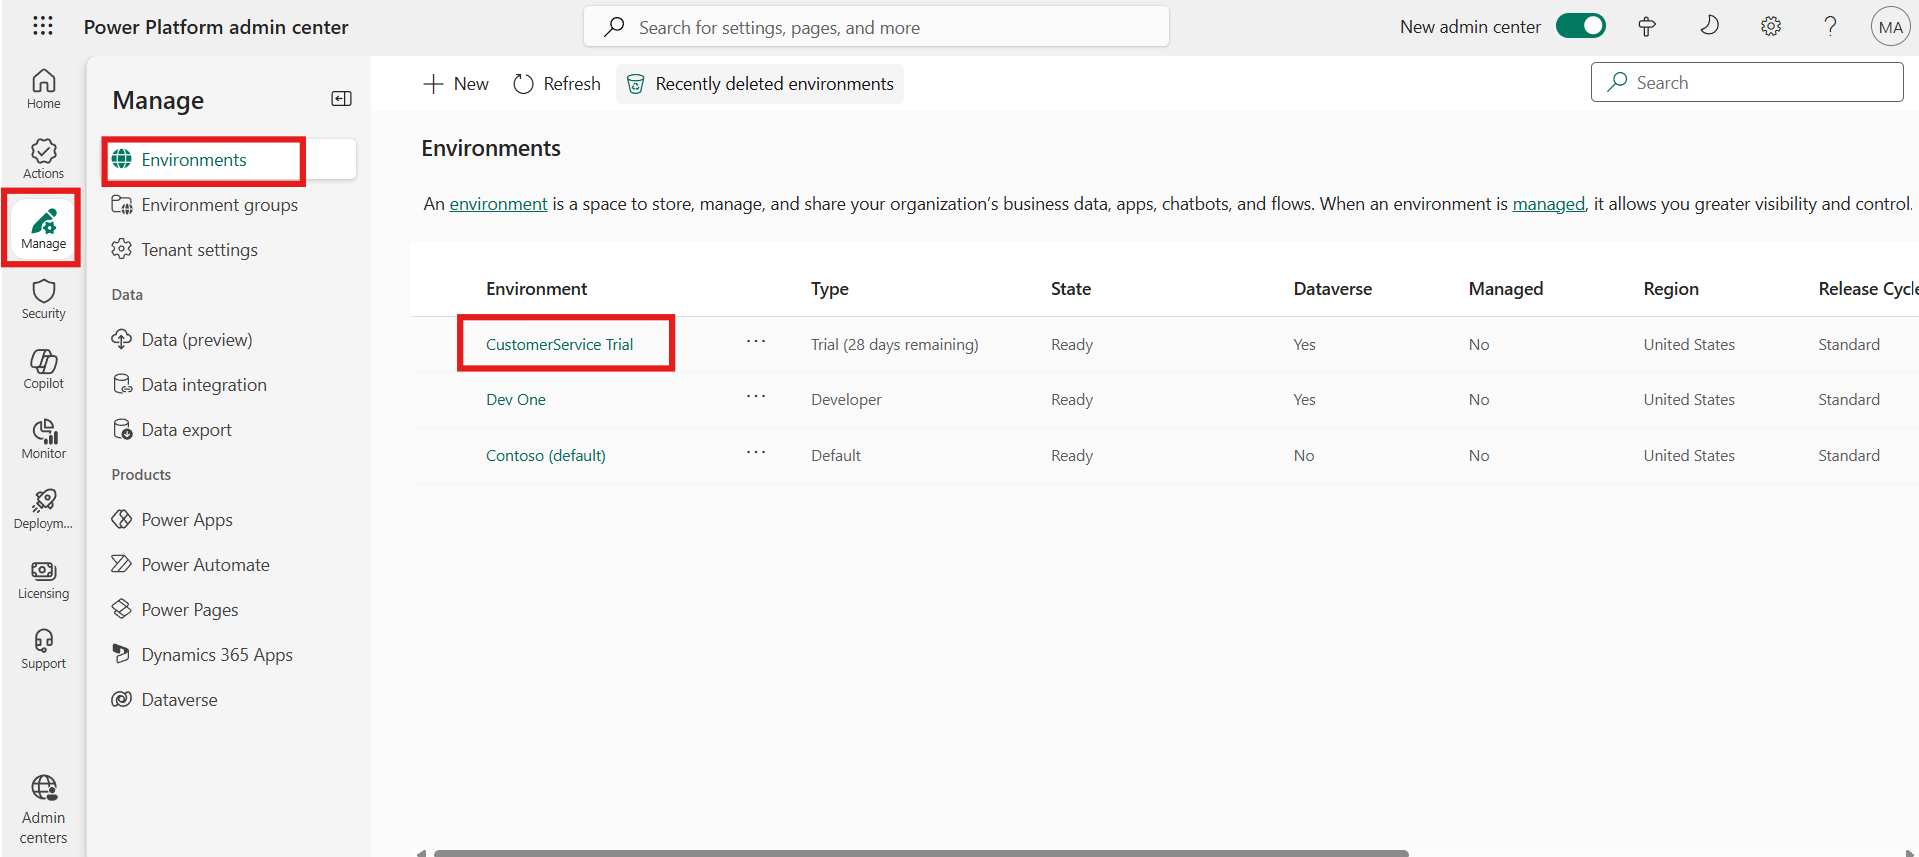 Power Platform admin center
Search for settings, pages, and more
New admin center
MA
Home
Actions
Manage
Security
Copilot
Monitor
Deploym...
Licensing
Support
Admin
centers
Manage
Environments
Environment groups
Tenant settings
Data
Data (preview)
Data integration
Data export
Products
Power Apps
Power Automate
Power Pages
Dynamics 365 Apps
Dataverse
New
Refresh
Recently deleted environments
Search
Environments
An environment is a space to store, manage, and share your organization’s business data, apps, chatbots, and flows. When an environment is managed, it allows you greater visibility and control.
Environment Type State Dataverse Managed Region Release Cycle
CustomerService Trial ... Trial (28 days remaining) Ready Yes No United States Standard
Dev One ... Developer Ready Yes No United States Standard
Contoso (default) ... Default Ready No No United States Standard